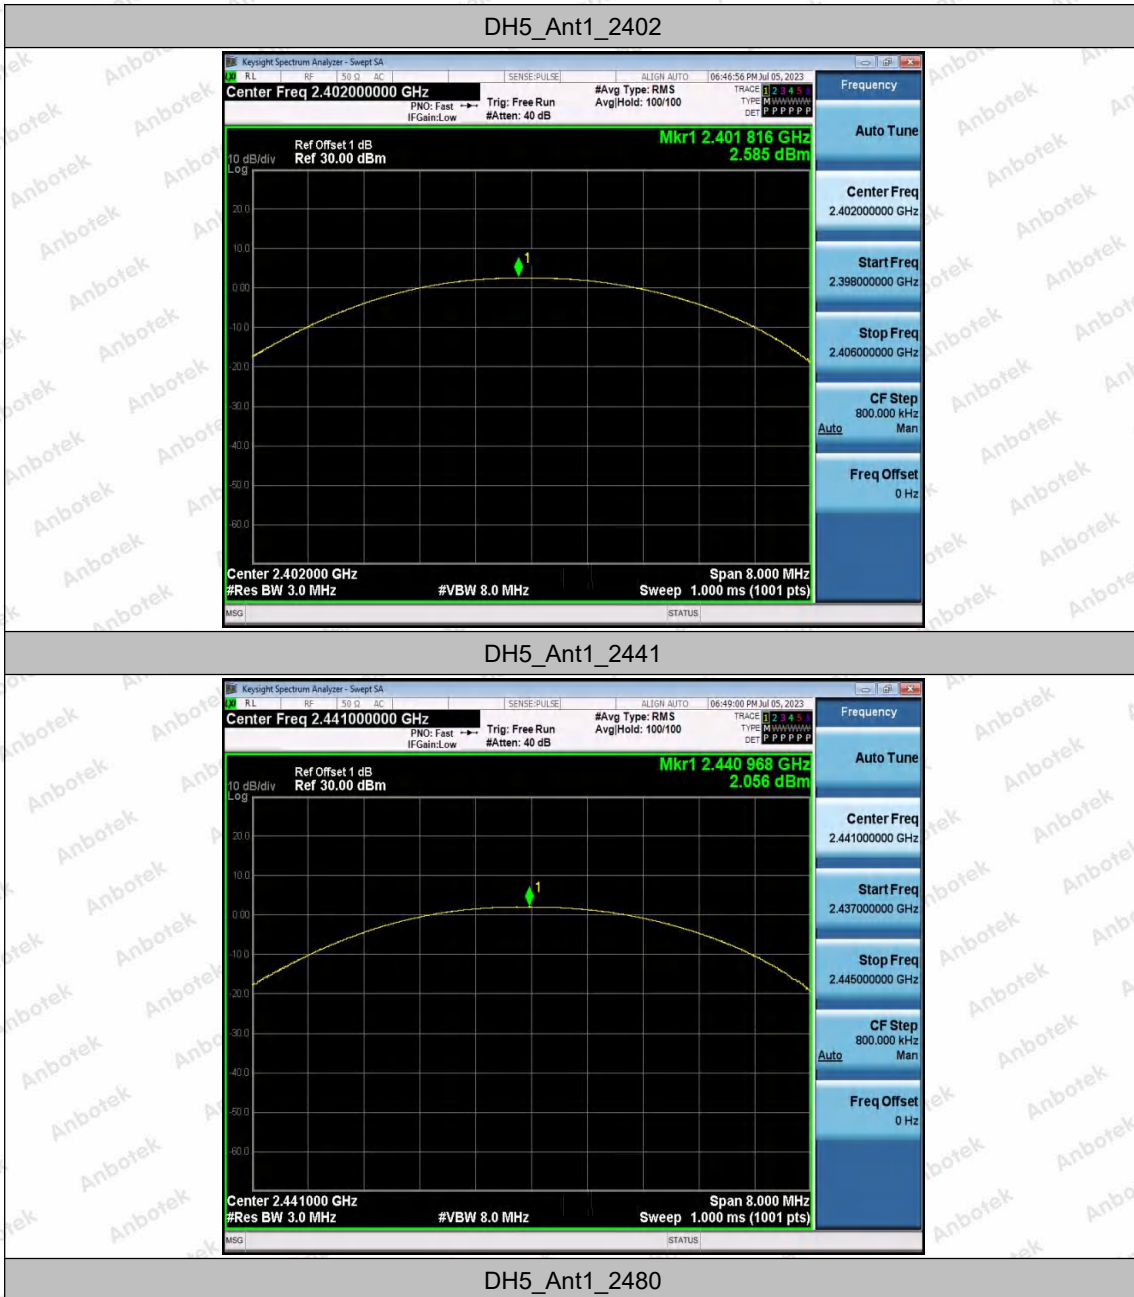 DH5_Ant1_2402
Keysight Spectrum Analyzer - Swept SA
RL RF 50 Ω AC SENSE:PULSE ALIGN AUTO 06:46:56 PM Jul 05, 2023
Center Freq 2.402000000 GHz
PNO: Fast Trig: Free Run #Avg Type: RMS TRACE 1 2 3 4 5 6
IFGain:Low #Atten: 40 dB Avg|Hold: 100/100 TYPE M WWWWW
DET P P P P P P
Frequency
Mkr1 2.401 816 GHz
2.585 dBm
Ref Offset 1 dB
10 dB/div Ref 30.00 dBm
Log
20.0
10.0
0.00
-10.0
-20.0
-30.0
-40.0
-50.0
-60.0
Center 2.402000 GHz Span 8.000 MHz
#Res BW 3.0 MHz #VBW 8.0 MHz Sweep 1.000 ms (1001 pts)
MSG STATUS
Auto Tune
Center Freq
2.402000000 GHz
Start Freq
2.398000000 GHz
Stop Freq
2.406000000 GHz
CF Step
800.000 kHz
Auto Man
Freq Offset
0 Hz
1
DH5_Ant1_2441
Keysight Spectrum Analyzer - Swept SA
RL RF 50 Ω AC SENSE:PULSE ALIGN AUTO 06:49:00 PM Jul 05, 2023
Center Freq 2.441000000 GHz
PNO: Fast Trig: Free Run #Avg Type: RMS TRACE 1 2 3 4 5 6
IFGain:Low #Atten: 40 dB Avg|Hold: 100/100 TYPE M WWWWW
DET P P P P P P
Frequency
Mkr1 2.440 968 GHz
2.056 dBm
Ref Offset 1 dB
10 dB/div Ref 30.00 dBm
Log
20.0
10.0
0.00
-10.0
-20.0
-30.0
-40.0
-50.0
-60.0
Center 2.441000 GHz Span 8.000 MHz
#Res BW 3.0 MHz #VBW 8.0 MHz Sweep 1.000 ms (1001 pts)
MSG STATUS
Auto Tune
Center Freq
2.441000000 GHz
Start Freq
2.437000000 GHz
Stop Freq
2.445000000 GHz
CF Step
800.000 kHz
Auto Man
Freq Offset
0 Hz
1
DH5_Ant1_2480
Anbotek